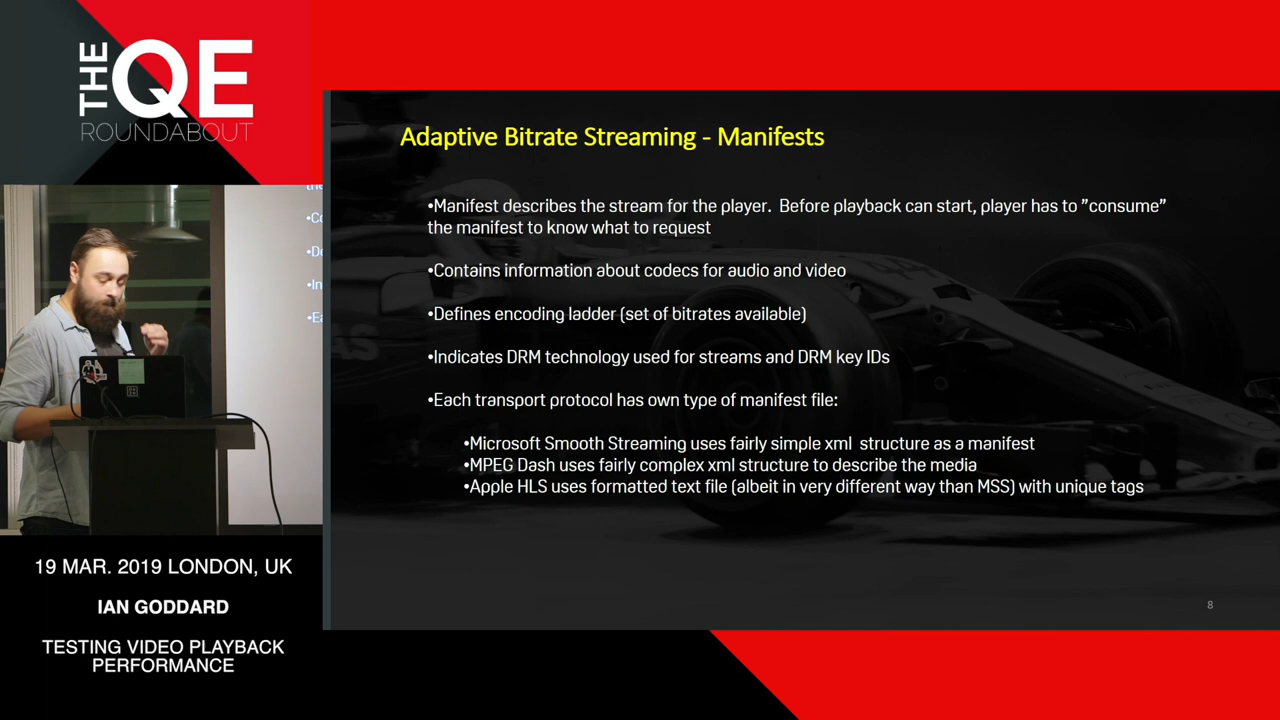 THE
QE
ROUNDABOUT
Adaptive Bitrate Streaming - Manifests
•Manifest describes the stream for the player.  Before playback can start, player has to ”consume”
the manifest to know what to request
•Contains information about codecs for audio and video
•Defines encoding ladder (set of bitrates available)
•Indicates DRM technology used for streams and DRM key IDs
•Each transport protocol has own type of manifest file:
•Microsoft Smooth Streaming uses fairly simple xml  structure as a manifest
•MPEG Dash uses fairly complex xml structure to describe the media
•Apple HLS uses formatted text file (albeit in very different way than MSS) with unique tags
8
the
•Co
•De
•In
•Ea
19 MAR. 2019 LONDON, UK
IAN GODDARD
TESTING VIDEO PLAYBACK
PERFORMANCE